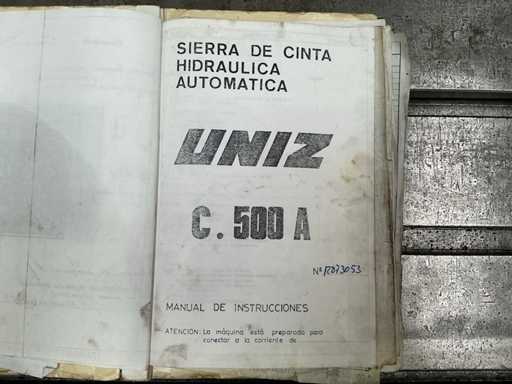 SIERRA DE CINTA
HIDRAULICA
AUTOMATICA
UNIZ
C. 500 A
Nº
MANUAL DE INSTRUCCIONES
ATENCION: La máquina está preparada para
conectar a la corriente de